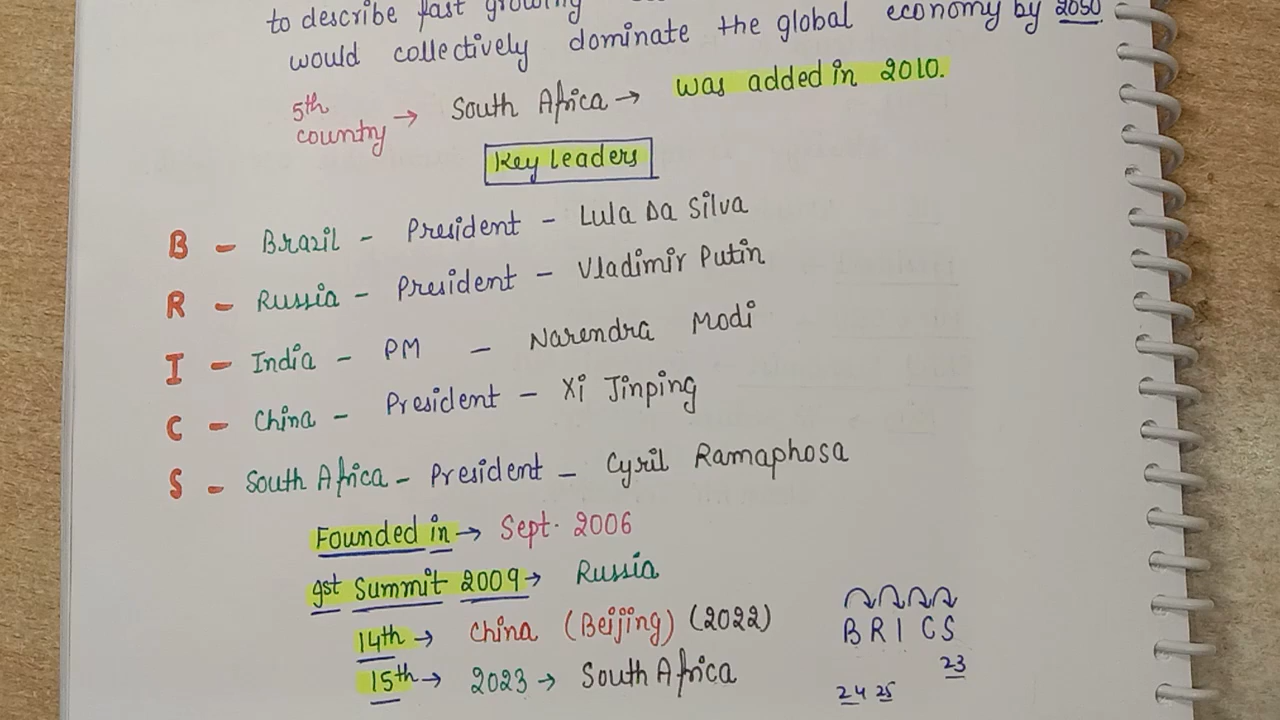 to describe fast growing
would collectively dominate the global economy by 2050
5th country → South Africa → was added in 2010.
Key leaders
B - Brazil - President - Lula Da Silva
R - Russia - President - Vladimir Putin
I - India - PM - Narendra Modi
C - China - President - Xi Jinping
S - South Africa - President - Cyril Ramaphosa
Founded in → Sept. 2006
1st Summit 2009 → Russia
14th → China (Beijing) (2022)
15th → 2023 → South Africa
BRICS
23
24 25